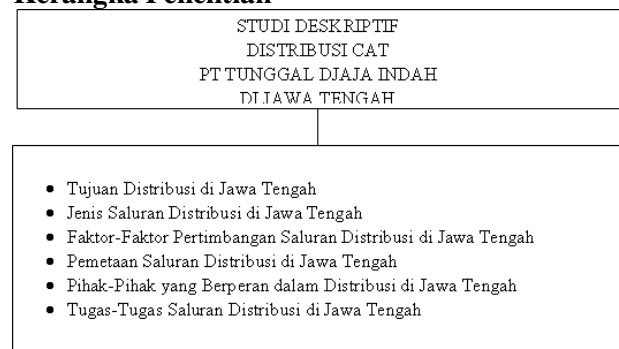 Kerangka Penelitian
STUDI DESKRIPTIF
DISTRIBUSI CAT
PT TUNGGAL DJAJA INDAH
DI JAWA TENGAH
• Tujuan Distribusi di Jawa Tengah
• Jenis Saluran Distribusi di Jawa Tengah
• Faktor-Faktor Pertimbangan Saluran Distribusi di Jawa Tengah
• Pemetaan Saluran Distribusi di Jawa Tengah
• Pihak-Pihak yang Berperan dalam Distribusi di Jawa Tengah
• Tugas-Tugas Saluran Distribusi di Jawa Tengah